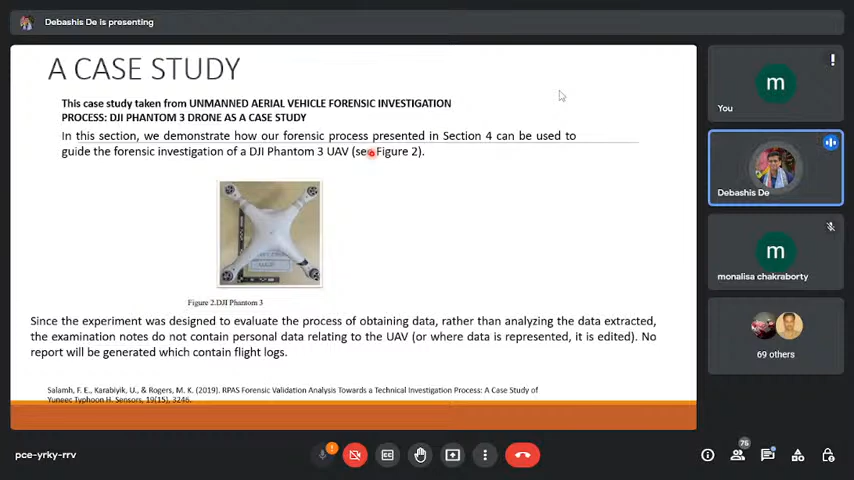 Debashis De is presenting
A CASE STUDY
This case study taken from UNMANNED AERIAL VEHICLE FORENSIC INVESTIGATION
PROCESS: DJI PHANTOM 3 DRONE AS A CASE STUDY
In this section, we demonstrate how our forensic process presented in Section 4 can be used to
guide the forensic investigation of a DJI Phantom 3 UAV (see Figure 2).
Figure 2.DJI Phantom 3
Since the experiment was designed to evaluate the process of obtaining data, rather than analyzing the data extracted,
the examination notes do not contain personal data relating to the UAV (or where data is represented, it is edited). No
report will be generated which contain flight logs.
Salamh, F. E., Karabiyik, U., & Rogers, M. K. (2019). RPAS Forensic Validation Analysis Towards a Technical Investigation Process: A Case Study of
Yuneec Typhoon H. Sensors, 19(15), 3246.
m
You
Debashis De
m
monalisa chakraborty
69 others
pce-yrky-rrv
75